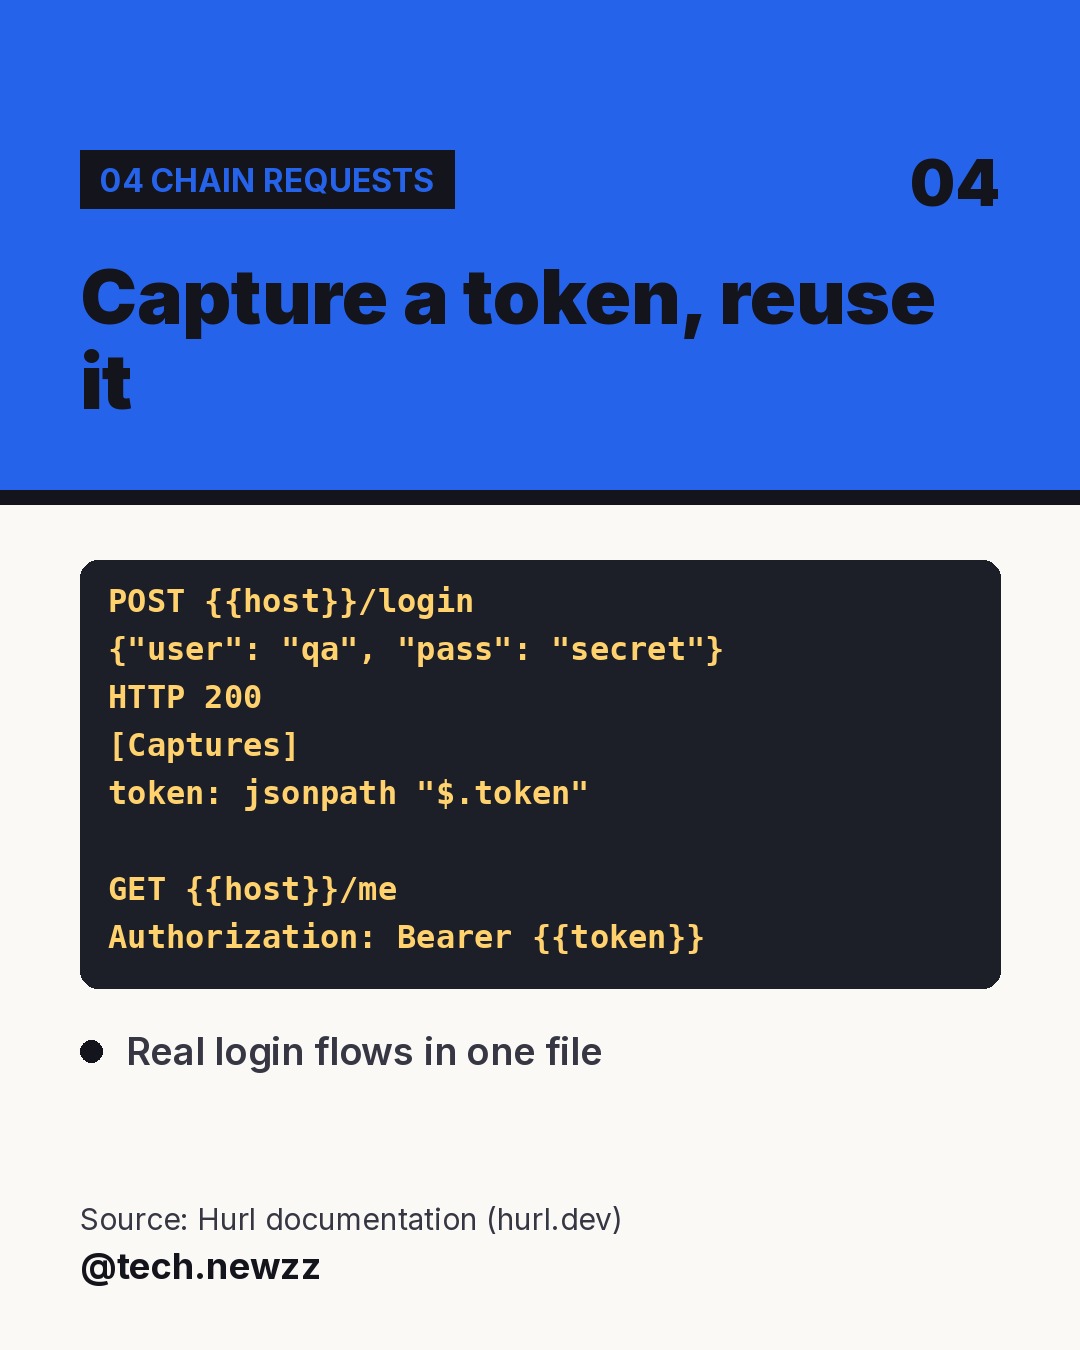 04 CHAIN REQUESTS
04
Capture a token, reuse
it
POST {{host}}/login
{"user": "qa", "pass": "secret"}
HTTP 200
[Captures]
token: jsonpath "$.token"
GET {{host}}/me
Authorization: Bearer {{token}}
Real login flows in one file
Source: Hurl documentation (hurl.dev)
@tech.newzz